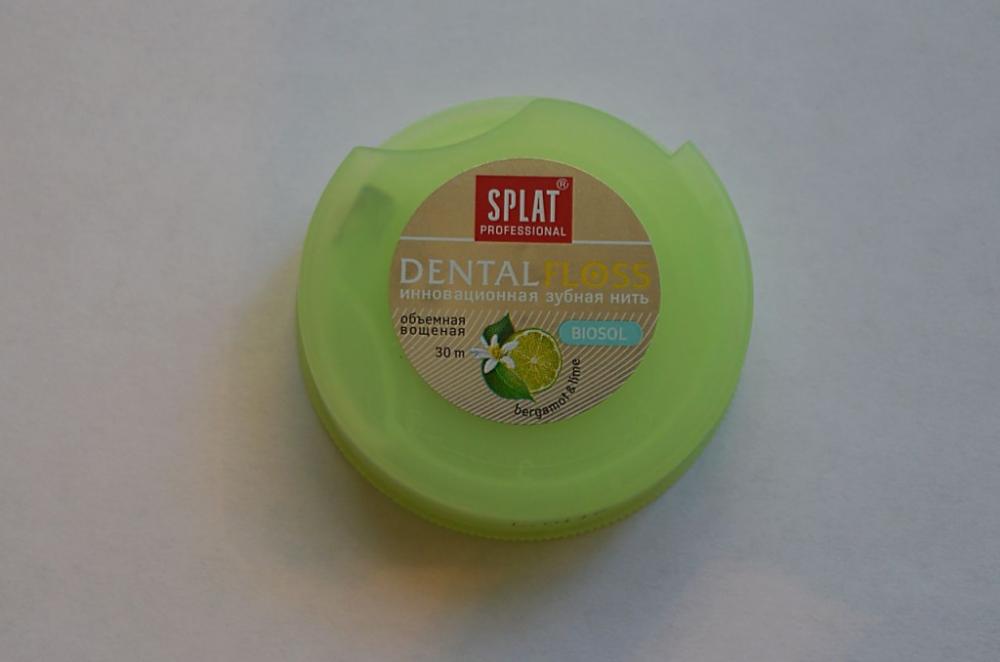 SPLAT®
PROFESSIONAL
DENTALFLOSS
инновационная зубная нить
объемная
вощеная
BIOSOL
30 m
bergamot & lime